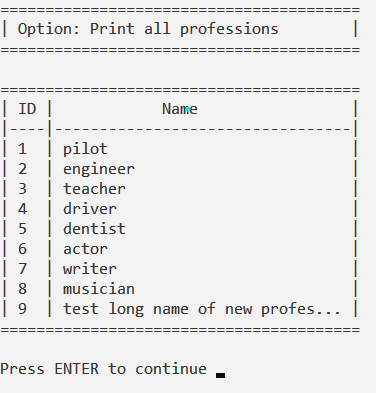 ========================================
| Option: Print all professions        |
========================================
========================================
| ID |            Name                 |
|----|---------------------------------|
| 1  | pilot                           |
| 2  | engineer                        |
| 3  | teacher                         |
| 4  | driver                          |
| 5  | dentist                         |
| 6  | actor                           |
| 7  | writer                          |
| 8  | musician                        |
| 9  | test long name of new profes... |
========================================
Press ENTER to continue